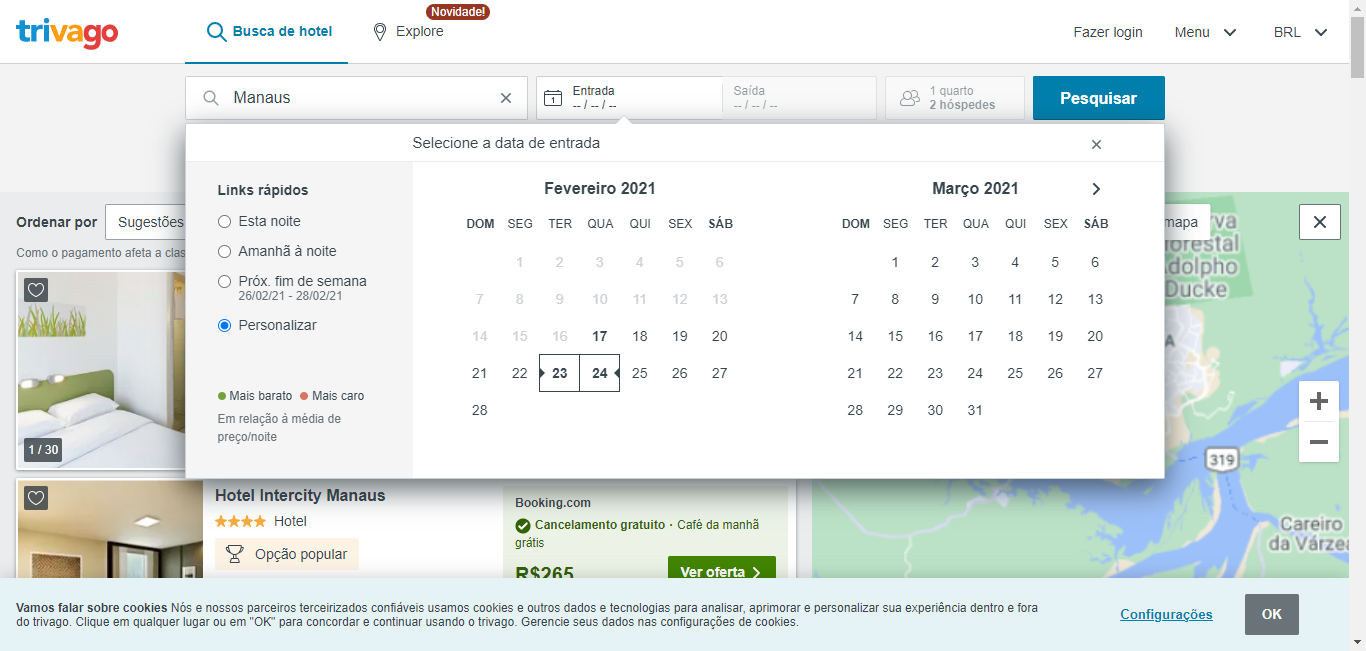 trivago
Busca de hotel
Novidade!
Explore
Fazer login
Menu
BRL
Manaus
Entrada
-- / -- / --
Saída
-- / -- / --
1 quarto
2 hóspedes
Pesquisar
Selecione a data de entrada
Links rápidos
Esta noite
Amanhã à noite
Próx. fim de semana
26/02/21 - 28/02/21
Personalizar
Mais barato
Mais caro
Em relação á média de
preço/noite
Fevereiro 2021
DOM SEG TER QUA QUI SEX SÁB
1 2 3 4 5 6
7 8 9 10 11 12 13
14 15 16 17 18 19 20
21 22 23 24 25 26 27
28
Março 2021
DOM SEG TER QUA QUI SEX SÁB
1 2 3 4 5 6
7 8 9 10 11 12 13
14 15 16 17 18 19 20
21 22 23 24 25 26 27
28 29 30 31
Ordenar por
Sugestões
Como o pagamento afeta a clas
1 / 30
mapa
rva
forestal
Adolpho
Ducke
A
319
Careiro
da Várzea
Hotel Intercity Manaus
Hotel
Opção popular
Booking.com
Cancelamento gratuito · Café da manhã
grátis
R$265
Ver oferta
Vamos falar sobre cookies Nós e nossos parceiros terceirizados confiáveis usamos cookies e outros dados e tecnologias para analisar, aprimorar e personalizar sua experiência dentro e fora
do trivago. Clique em qualquer lugar ou em "OK" para concordar e continuar usando o trivago. Gerencie seus dados nas configurações de cookies.
Configurações
OK